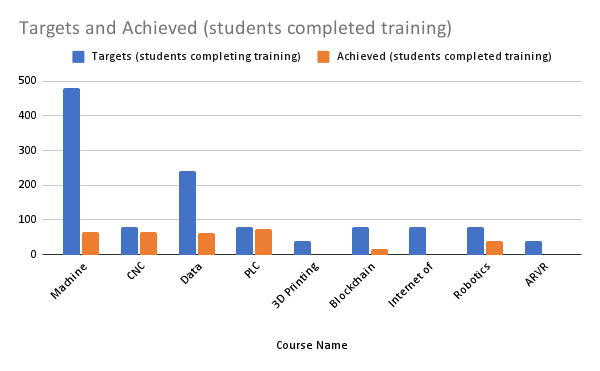 Targets and Achieved (students completed training)
Targets (students completing training) Achieved (students completed training)
500
400
300
200
100
0
Machine CNC Data PLC 3D Printing Blockchain Internet of Robotics ARVR
Course Name